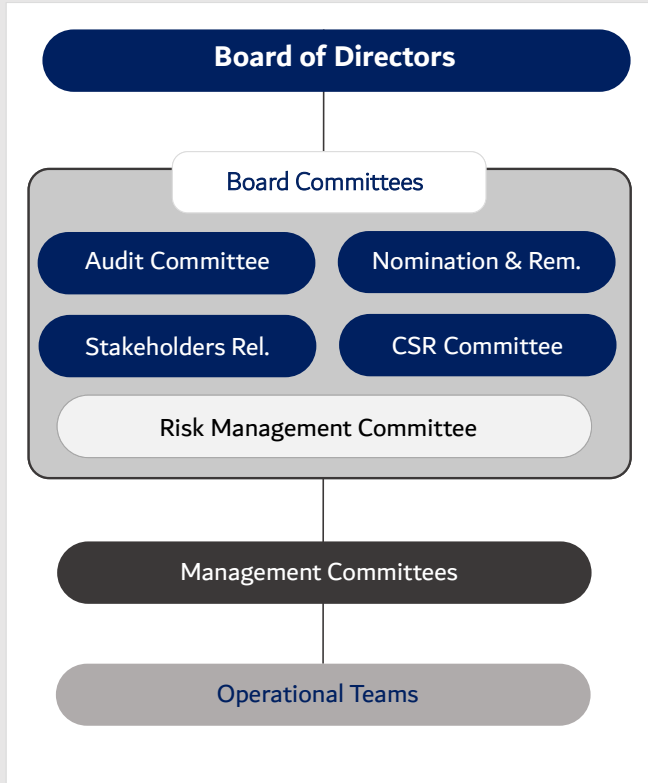 Board of Directors
Board Committees
Audit Committee
Nomination & Rem.
Stakeholders Rel.
CSR Committee
Risk Management Committee
Management Committees
Operational Teams